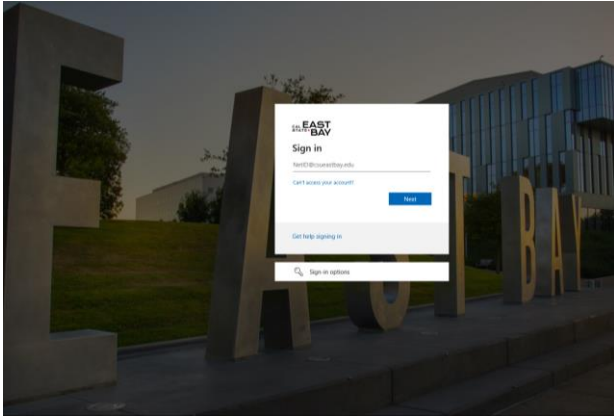 CAL STATE EAST BAY
Sign in
NetID@csueastbay.edu
Can't access your account?
Next
Get help signing in
Sign-in options
E A S T B A Y